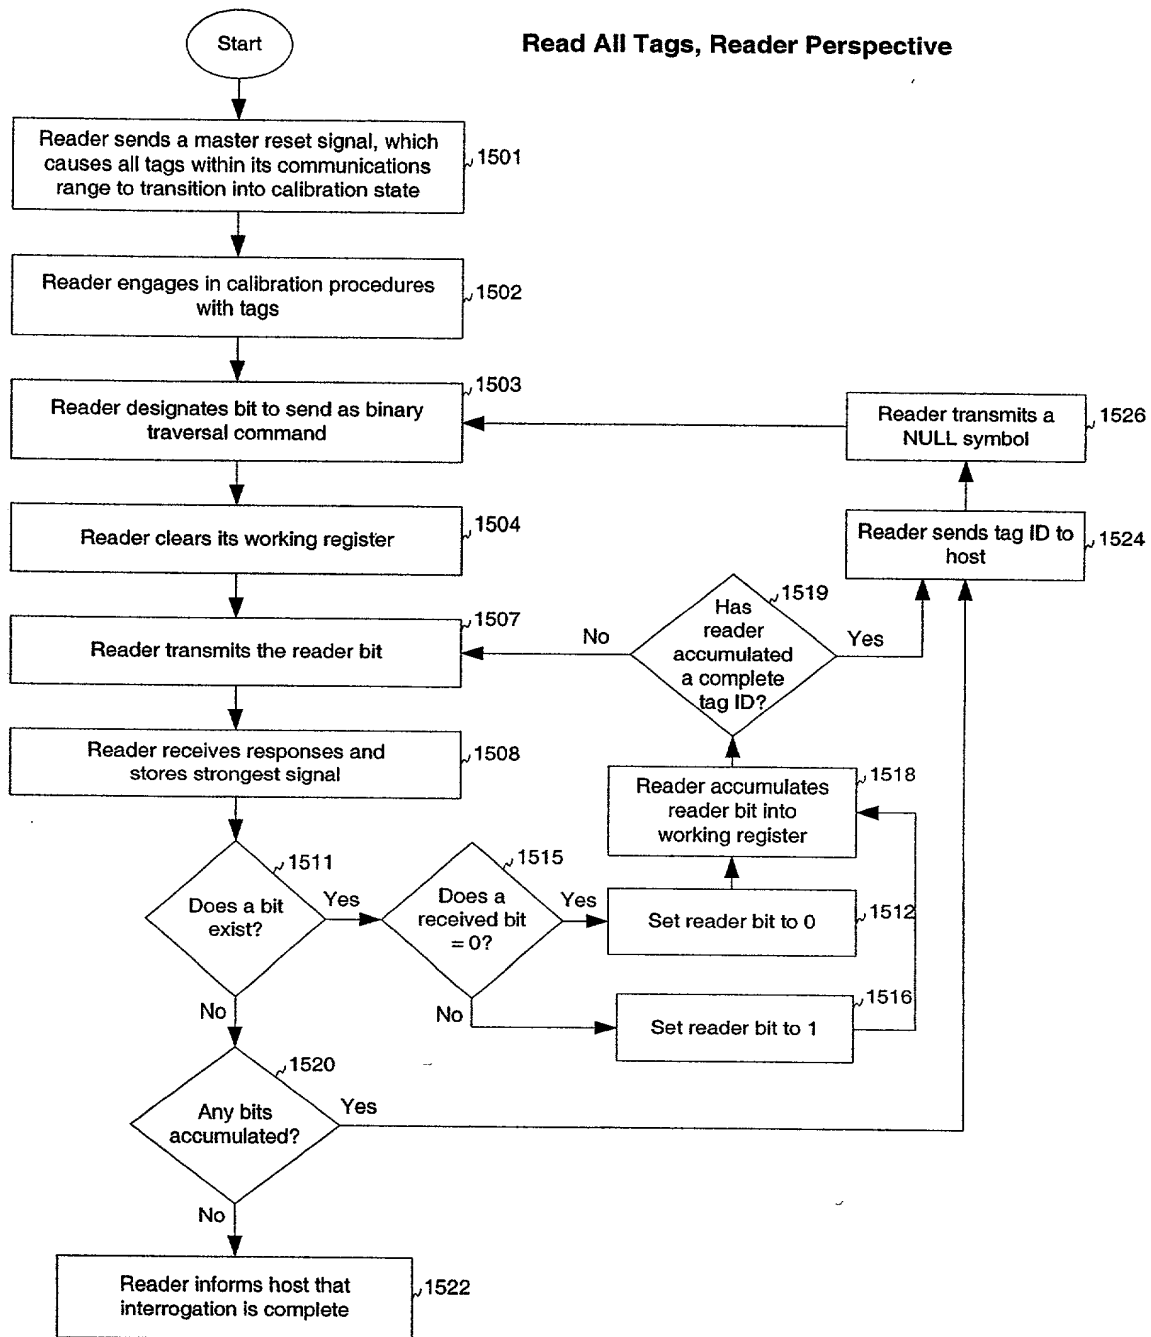 Start
Read All Tags, Reader Perspective
Reader sends a master reset signal, which
causes all tags within its communications
range to transition into calibration state
1501
Reader engages in calibration procedures
with tags
1502
Reader designates bit to send as binary
traversal command
1503
Reader transmits a
NULL symbol
1526
Reader clears its working register
1504
Reader sends tag ID to
host
1524
Reader transmits the reader bit
1507
No
Has
reader
accumulated
a complete
tag ID?
1519
Yes
Reader receives responses and
stores strongest signal
1508
Reader accumulates
reader bit into
working register
1518
Does a bit
exist?
1511
Yes
Does a
received bit
= 0?
1515
Yes
Set reader bit to 0
1512
No
No
Set reader bit to 1
1516
Any bits
accumulated?
1520
Yes
No
Reader informs host that
interrogation is complete
1522